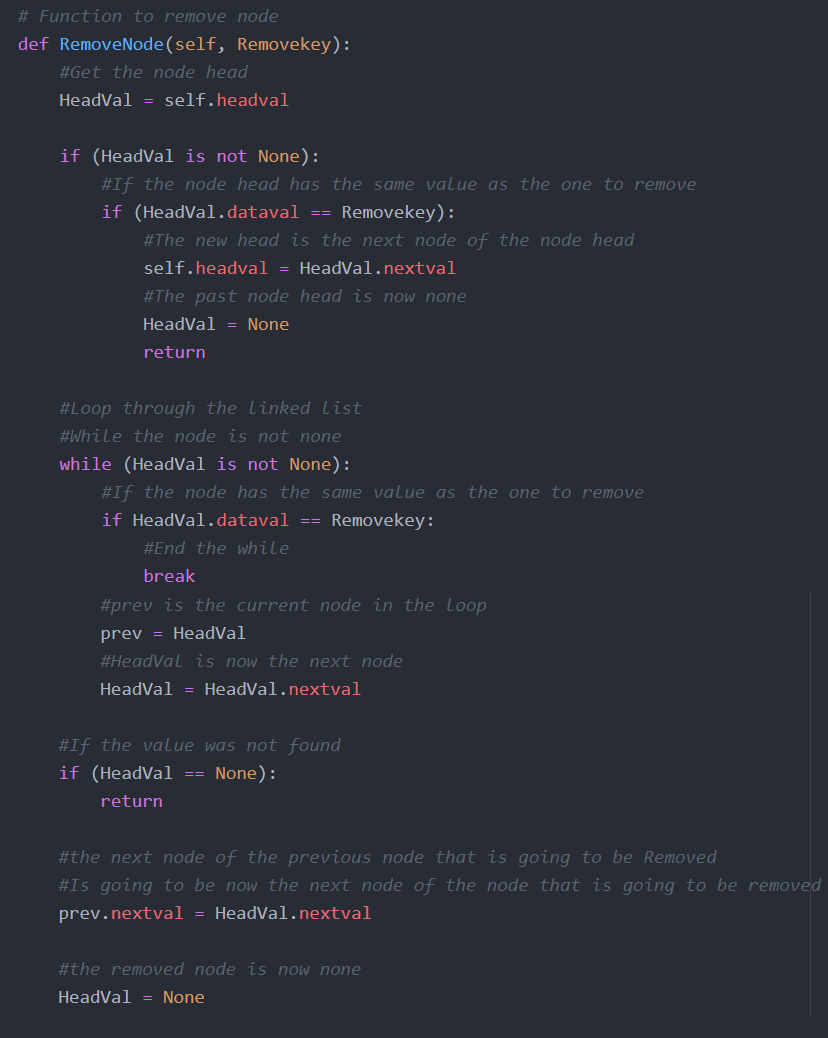 # Function to remove node
def RemoveNode(self, Removekey):
    #Get the node head
    HeadVal = self.headval

    if (HeadVal is not None):
        #If the node head has the same value as the one to remove
        if (HeadVal.dataval == Removekey):
            #The new head is the next node of the node head
            self.headval = HeadVal.nextval
            #The past node head is now none
            HeadVal = None
            return

    #Loop through the linked list
    #While the node is not none
    while (HeadVal is not None):
        #If the node has the same value as the one to remove
        if HeadVal.dataval == Removekey:
            #End the while
            break
        #prev is the current node in the loop
        prev = HeadVal
        #HeadVal is now the next node
        HeadVal = HeadVal.nextval

    #If the value was not found
    if (HeadVal == None):
        return

    #the next node of the previous node that is going to be Removed
    #Is going to be now the next node of the node that is going to be removed
    prev.nextval = HeadVal.nextval

    #the removed node is now none
    HeadVal = None